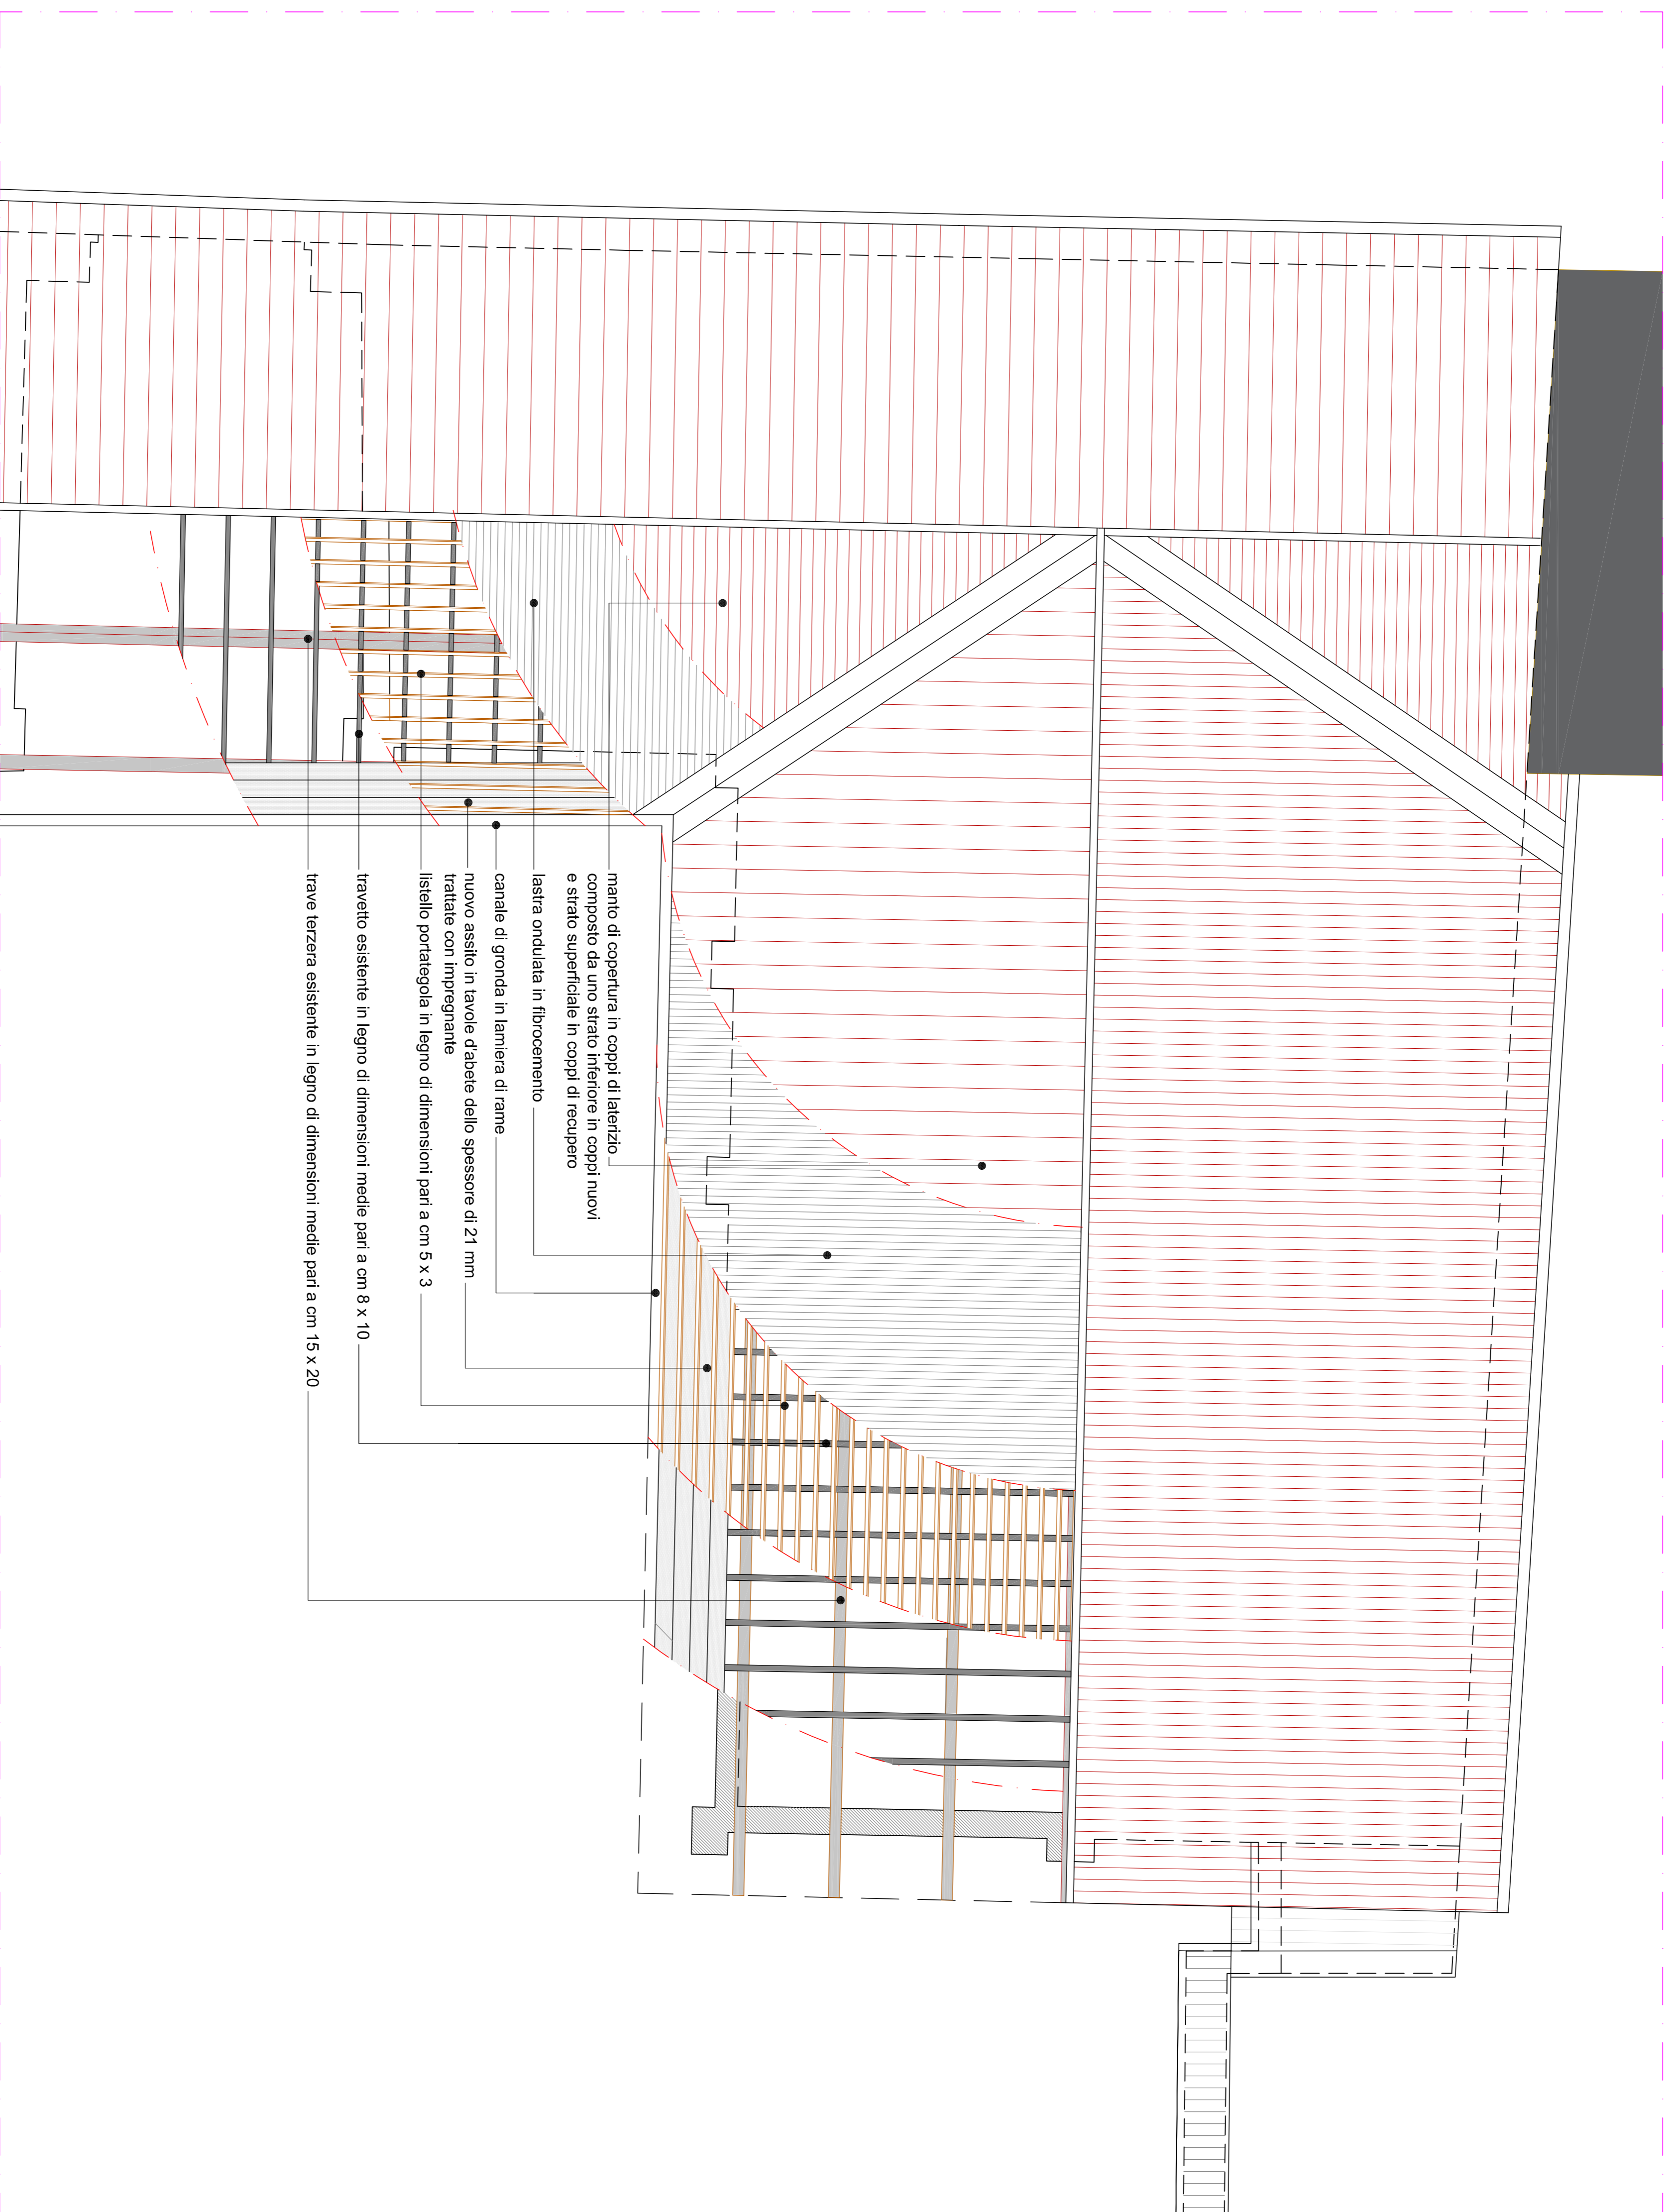 manto di copertura in coppi di laterizio
composto da uno strato inferiore in coppi nuovi
e strato superficiale in coppi di recupero
lastra ondulata in fibrocemento
canale di gronda in lamiera di rame
nuovo assito in tavole d'abete dello spessore di 21 mm
trattate con impregnante
listello portategola in legno di dimensioni pari a cm 5 x 3
travetto esistente in legno di dimensioni medie pari a cm 8 x 10
trave terzera esistente in legno di dimensioni medie pari a cm 15 x 20